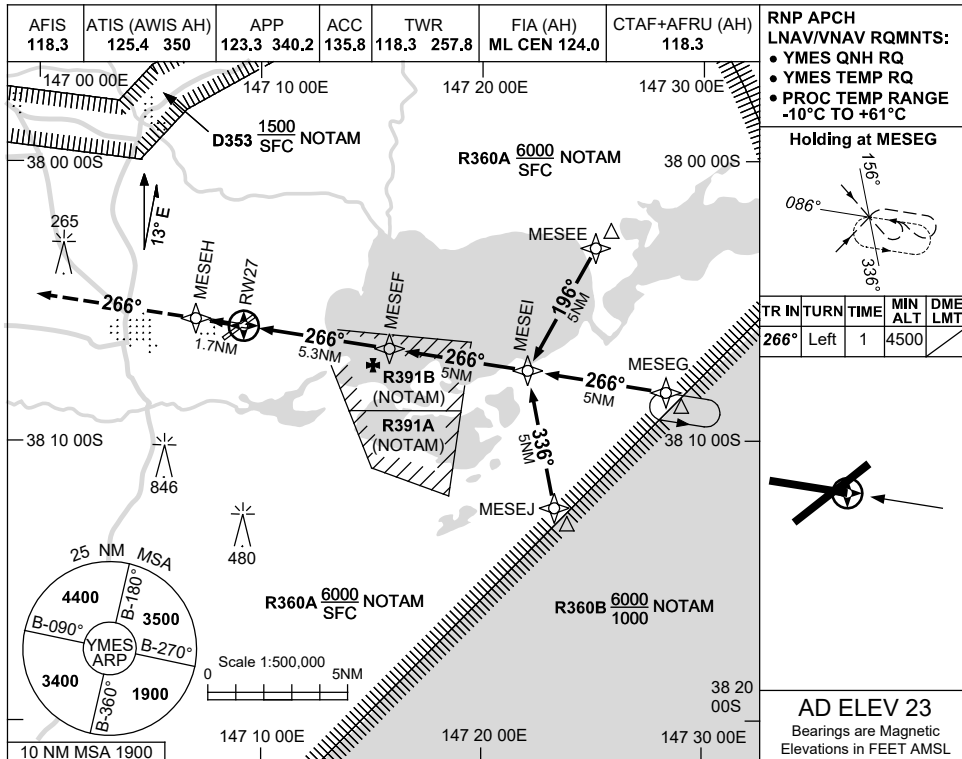 AFIS
118.3
ATIS (AWIS AH)
125.4 350
APP
123.3 340.2
ACC
135.8
TWR
118.3 257.8
FIA (AH)
ML CEN 124.0
CTAF+AFRU (AH)
118.3
RNP APCH
LNAV/VNAV RQMNTS:
• YMES QNH RQ
• YMES TEMP RQ
• PROC TEMP RANGE
-10°C TO +61°C
147 00 00E
147 10 00E
147 20 00E
147 30 00E
D353 1500 NOTAM
SFC
R360A 6000 NOTAM
SFC
38 00 00S
38 00 00S
13° E
265
MESEE
196°
5NM
MESEH
RW27
MESEF
MESEI
MESEG
266°
1.7NM
266°
5.3NM
266°
5NM
266°
5NM
R391B
(NOTAM)
R391A
(NOTAM)
336°
5NM
MESEJ
38 10 00S
38 10 00S
846
480
R360A 6000 NOTAM
SFC
R360B 6000 NOTAM
1000
25 NM MSA
4400
B-180°
3500
B-090°
YMES
ARP
B-270°
3400
B-360°
1900
10 NM MSA 1900
Scale 1:500,000
0
5NM
38 20
00S
147 10 00E
147 20 00E
147 30 00E
Holding at MESEG
156°
086°
336°
TR IN TURN TIME MIN ALT DME LMT
266° Left 1 4500
AD ELEV 23
Bearings are Magnetic
Elevations in FEET AMSL